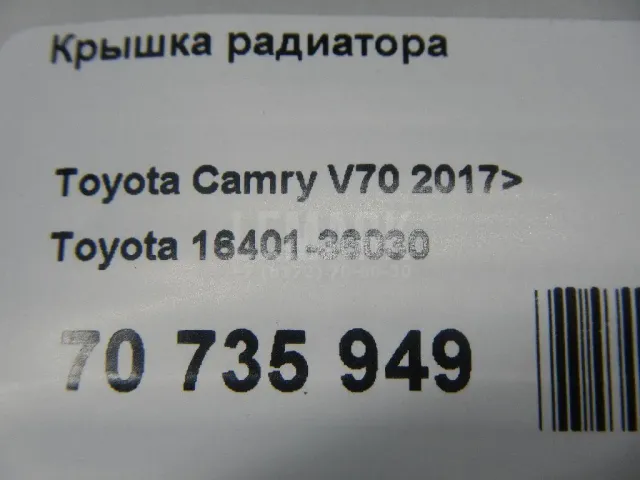 Крышка радиатора
Toyota Camry V70 2017>
Toyota 16401-36030
70 735 949